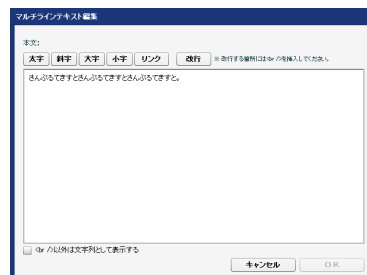 マルチラインテキスト編集
本文:
太字 斜字 大字 小字 リンク 改行 ※ 改行する箇所には<br />を挿入してください。
さんぷるてきすとさんぷるてきすとさんぷるてきすと。
<br />以外は文字列として表示する
キャンセル OK